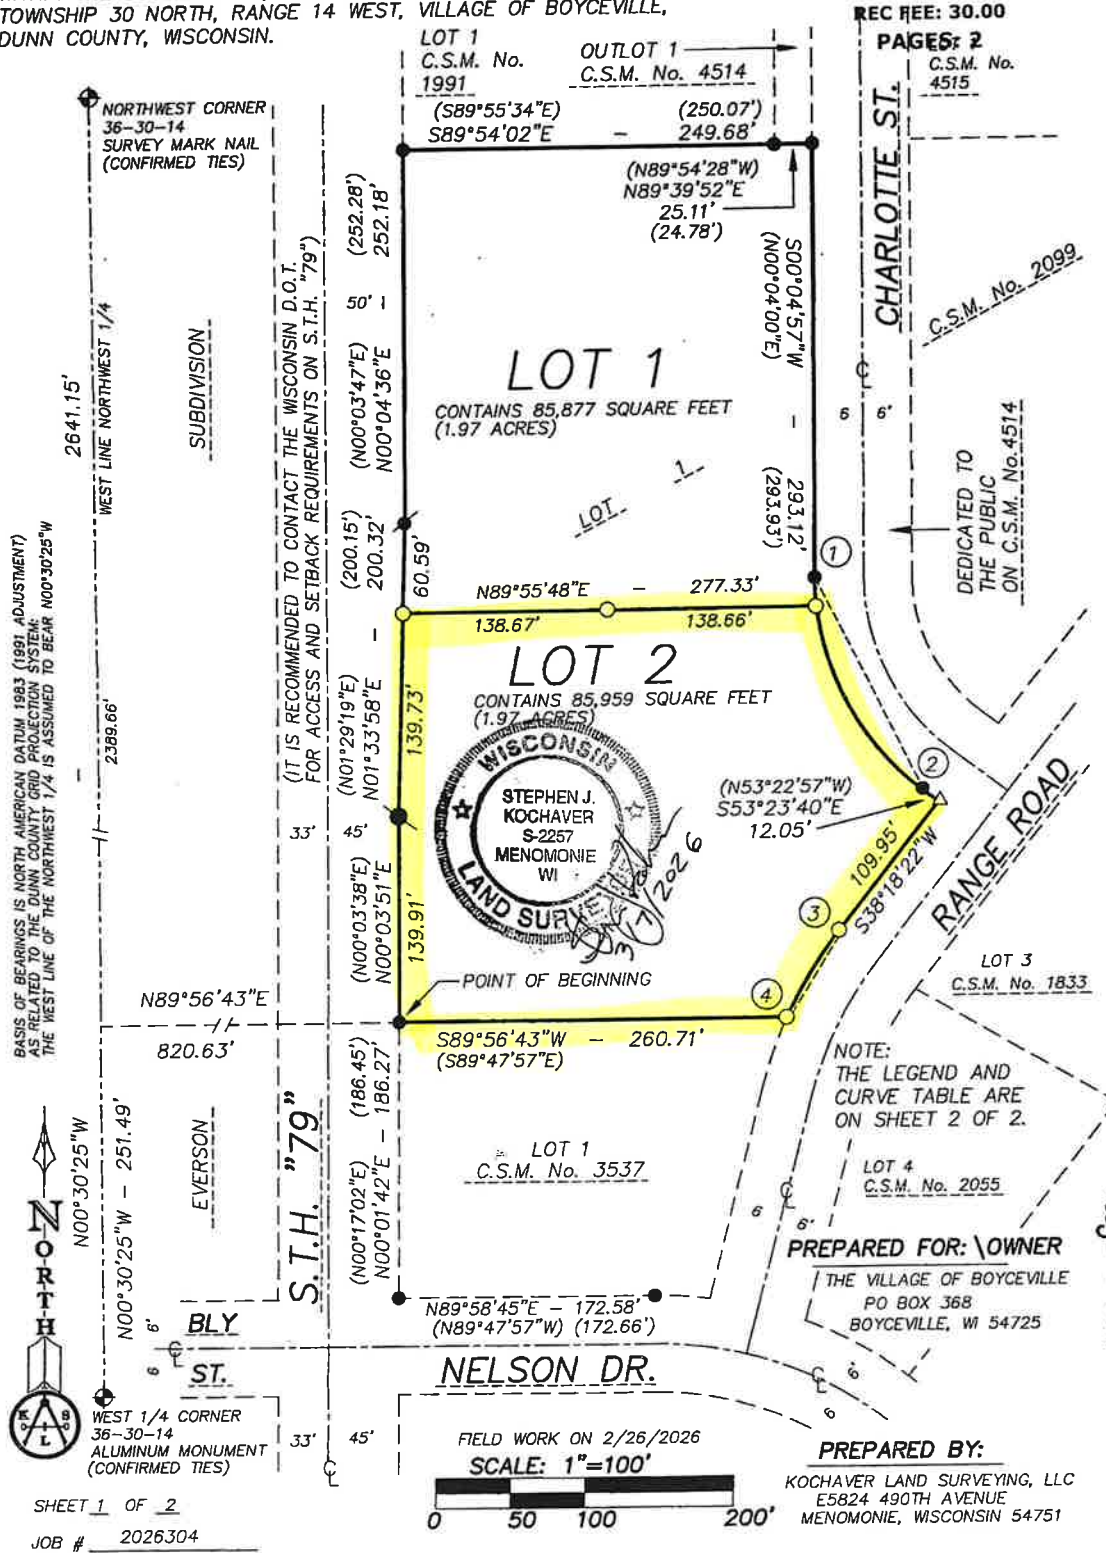 TOWNSHIP 30 NORTH, RANGE 14 WEST, VILLAGE OF BOYCEVILLE,
DUNN COUNTY, WISCONSIN.
REC FEE: 30.00
PAGES: 2
LOT 1
C.S.M. No.
1991
OUTLOT 1
C.S.M. No. 4514
C.S.M. No.
4515
(S89°55'34"E) (250.07')
S89°54'02"E - 249.68'
NORTHWEST CORNER
36-30-14
SURVEY MARK NAIL
(CONFIRMED TIES)
(N89°54'28"W)
N89°39'52"E
25.11'
(24.78')
CHARLOTTE ST.
C.S.M. No. 2099
(252.28')
252.18'
50'
(N00°03'47"E)
N00°04'36"E
(200.15')
200.32'
60.59'
S00°04'57"W - 293.12'
(N00°04'00"E) (293.93')
LOT 1
CONTAINS 85,877 SQUARE FEET
(1.97 ACRES)
LOT 1
6 6'
DEDICATED TO
THE PUBLIC
ON C.S.M. No.4514
SUBDIVISION
2641.15'
WEST LINE NORTHWEST 1/4
2389.66'
(IT IS RECOMMENDED TO CONTACT THE WISCONSIN D.O.T.
FOR ACCESS AND SETBACK REQUIREMENTS ON S.T.H. "79")
BASIS OF BEARINGS IS NORTH AMERICAN DATUM 1983 (1991 ADJUSTMENT)
AS RELATED TO THE DUNN COUNTY GRID PROJECTION SYSTEM:
THE WEST LINE OF THE NORTHWEST 1/4 IS ASSUMED TO BEAR N00°30'25"W
1
N89°55'48"E - 277.33'
138.67' 138.66'
LOT 2
CONTAINS 85,959 SQUARE FEET
(1.97 ACRES)
(N01°29'19"E)
N01°33'58"E
139.73'
33' 45'
WISCONSIN
STEPHEN J.
KOCHAVER
S-2257
MENOMONIE
WI
LAND SURVEYOR
3/7/2026
2
(N53°22'57"W)
S53°23'40"E
12.05'
109.95'
S38°18'22"W
3
4
RANGE ROAD
(N00°03'38"E)
N00°03'51"E
139.91'
POINT OF BEGINNING
LOT 3
C.S.M. No. 1833
N89°56'43"E
820.63'
S89°56'43"W - 260.71'
(S89°47'57"E)
NOTE:
THE LEGEND AND
CURVE TABLE ARE
ON SHEET 2 OF 2.
(186.45')
186.27'
(N00°17'02"E)
N00°01'42"E -
S.T.H. "79"
EVERSON
N00°30'25"W
N00°30'25"W - 251.49'
NORTH
LOT 1
C.S.M. No. 3537
LOT 4
C.S.M. No. 2055
6 6'
PREPARED FOR: \OWNER
THE VILLAGE OF BOYCEVILLE
PO BOX 368
BOYCEVILLE, WI 54725
N89°58'45"E - 172.58'
(N89°47'57"W) (172.66')
BLY
ST.
6' 6
NELSON DR.
6' 6
K S
L
WEST 1/4 CORNER
36-30-14
ALUMINUM MONUMENT
(CONFIRMED TIES)
33' 45'
FIELD WORK ON 2/26/2026
SCALE: 1"=100'
0 50 100 200'
PREPARED BY:
KOCHAVER LAND SURVEYING, LLC
E5824 490TH AVENUE
MENOMONIE, WISCONSIN 54751
SHEET 1 OF 2
JOB # 2026304